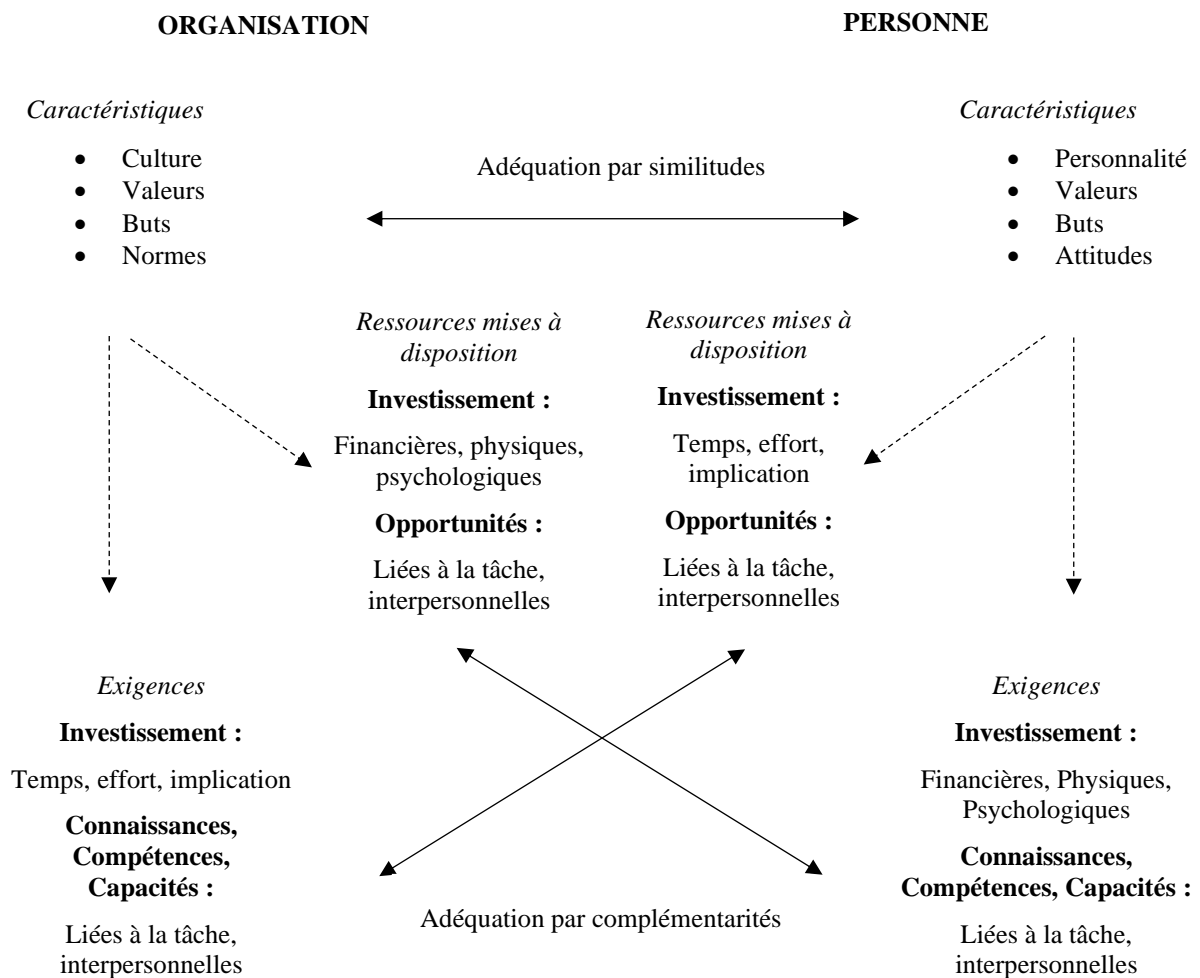 ORGANISATION
PERSONNE
Caractéristiques
• Culture
• Valeurs
• Buts
• Normes
Adéquation par similitudes
Caractéristiques
• Personnalité
• Valeurs
• Buts
• Attitudes
Ressources mises à
disposition
Investissement :
Financières, physiques,
psychologiques
Opportunités :
Liées à la tâche,
interpersonnelles
Ressources mises à
disposition
Investissement :
Temps, effort,
implication
Opportunités :
Liées à la tâche,
interpersonnelles
Exigences
Investissement :
Temps, effort, implication
Connaissances,
Compétences,
Capacités :
Liées à la tâche,
interpersonnelles
Adéquation par complémentarités
Exigences
Investissement :
Financières, Physiques,
Psychologiques
Connaissances,
Compétences, Capacités :
Liées à la tâche,
interpersonnelles